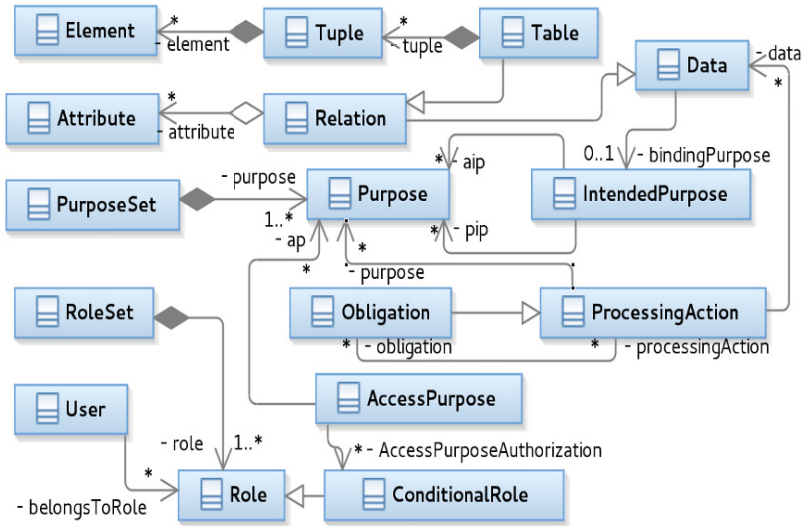 Element
*
- element
Tuple
*
- tuple
Table
Data
- data
*
Attribute
*
- attribute
Relation
0..1
- bindingPurpose
PurposeSet
- purpose
1..*
Purpose
*
- aip
*
- pip
IntendedPurpose
- ap
*
*
- purpose
RoleSet
Obligation
ProcessingAction
*
- obligation
*
- processingAction
User
AccessPurpose
- role
1..*
*
- AccessPurposeAuthorization
*
- belongsToRole
Role
ConditionalRole